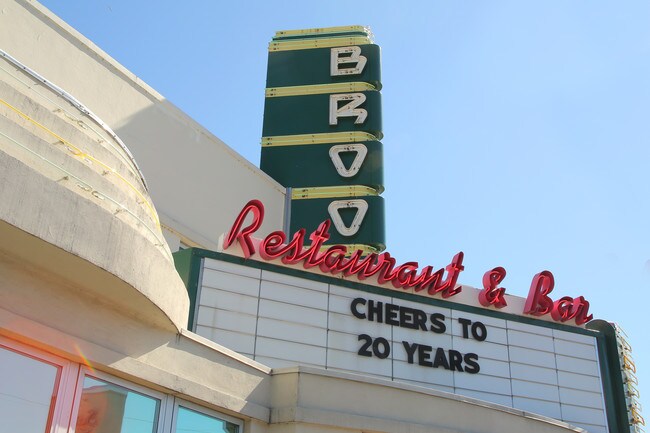 BROO
Restaurant & Bar
CHEERS TO
20 YEARS